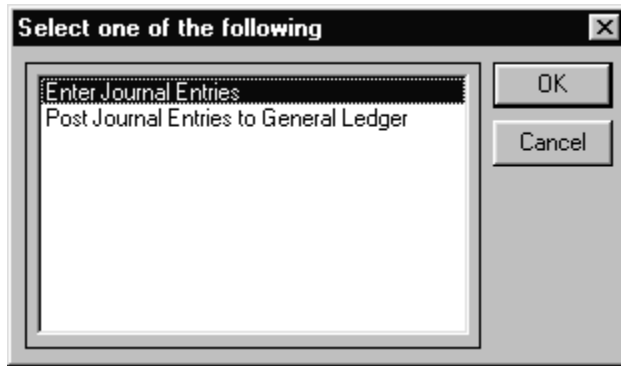 Select one of the following
Enter Journal Entries
Post Journal Entries to General Ledger
OK
Cancel